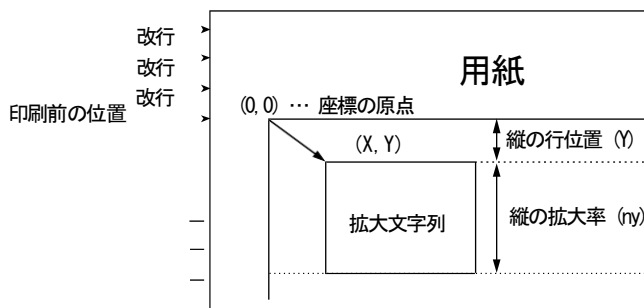 改行
改行
改行
用紙
印刷前の位置
(0, 0) … 座標の原点
(X, Y)
縦の行位置 (Y)
拡大文字列
縦の拡大率 (ny)